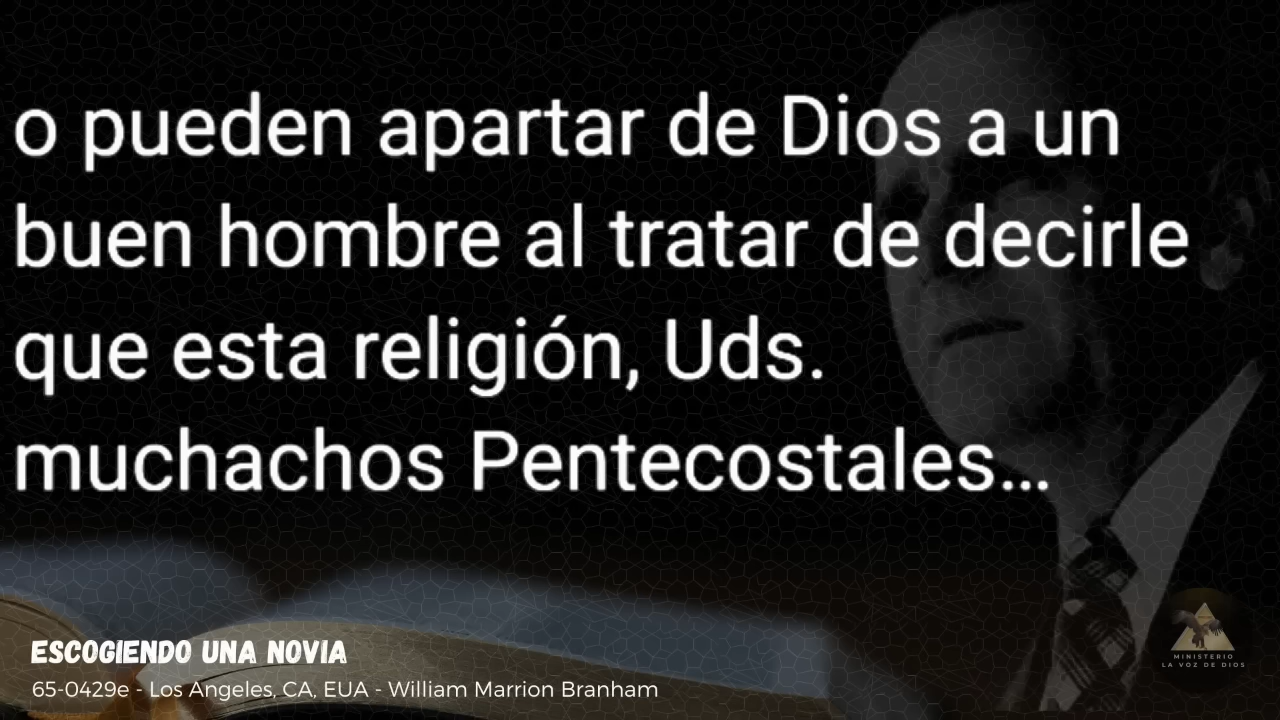 o pueden apartar de Dios a un
buen hombre al tratar de decirle
que esta religión, Uds.
muchachos Pentecostales...
ESCOGIENDO UNA NOVIA
65-0429e - Los Angeles, CA, EUA - William Marrion Branham
MINISTERIO
LA VOZ DE DIOS